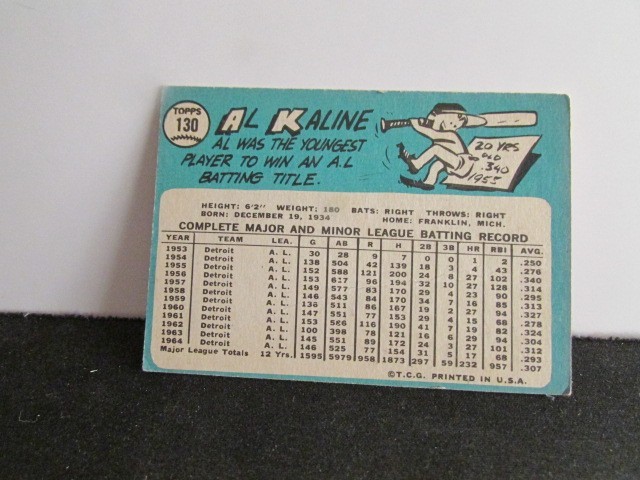 TOPPS
130
AL KALINE
AL WAS THE YOUNGEST
PLAYER TO WIN AN A.L
BATTING TITLE.
20 YRS
OLD
.340
1955
HEIGHT: 6'2" WEIGHT: 180 BATS: RIGHT THROWS: RIGHT
BORN: DECEMBER 19, 1934 HOME: FRANKLIN, MICH.
COMPLETE MAJOR AND MINOR LEAGUE BATTING RECORD
YEAR TEAM LEA. G AB R H 2B 3B HR RBI AVG.
1953 Detroit A. L. 30 28 9 7 0 0 1 2 .250
1954 Detroit A. L. 138 504 42 139 18 3 4 43 .276
1955 Detroit A. L. 152 588 121 200 24 8 27 102 .340
1956 Detroit A. L. 153 617 96 194 32 10 27 128 .314
1957 Detroit A. L. 149 577 83 170 29 4 23 90 .295
1958 Detroit A. L. 146 543 84 170 34 7 16 85 .313
1959 Detroit A. L. 136 511 86 167 19 2 27 94 .327
1960 Detroit A. L. 147 551 77 153 29 4 15 68 .278
1961 Detroit A. L. 153 586 116 190 41 7 19 82 .324
1962 Detroit A. L. 100 398 78 121 16 6 29 94 .304
1963 Detroit A. L. 145 551 89 172 24 3 27 101 .312
1964 Detroit A. L. 146 525 77 154 31 5 17 68 .293
Major League Totals 12 Yrs. 1595 5979 958 1873 297 59 232 957 .307
©T.C.G. PRINTED IN U.S.A.